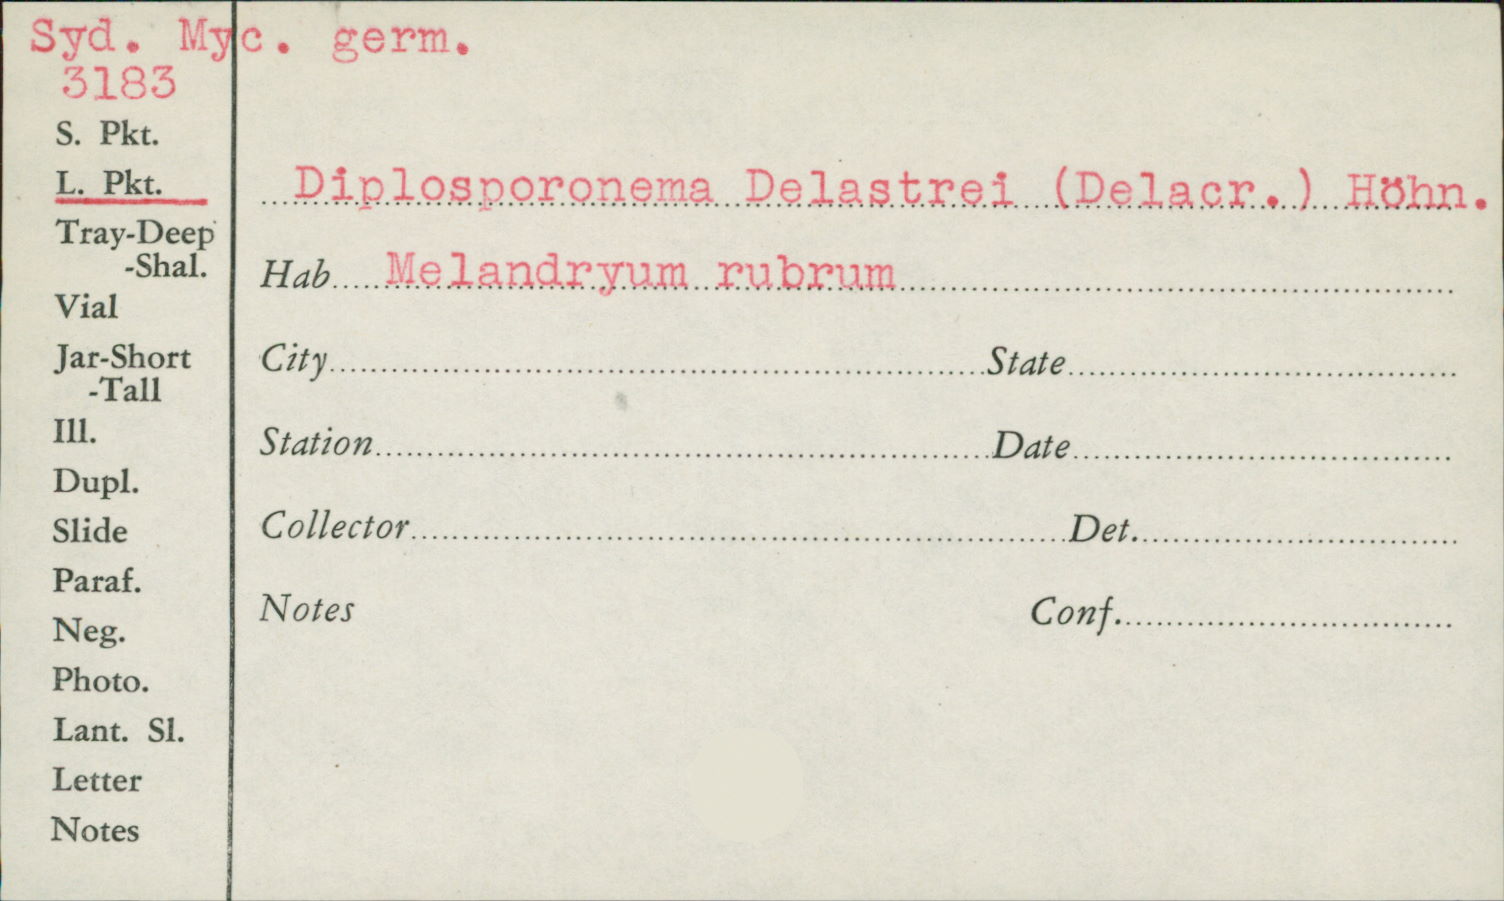 Syd. Myc. germ.
3183
S. Pkt.
L. Pkt.
Tray-Deep
-Shal.
Vial
Jar-Short
-Tall
Ill.
Dupl.
Slide
Paraf.
Neg.
Photo.
Lant. Sl.
Letter
Notes
Diplosporonema Delastrei (Delacr.) Höhn.
Hab Melandryum rubrum
City State
Station Date
Collector Det.
Notes Conf.